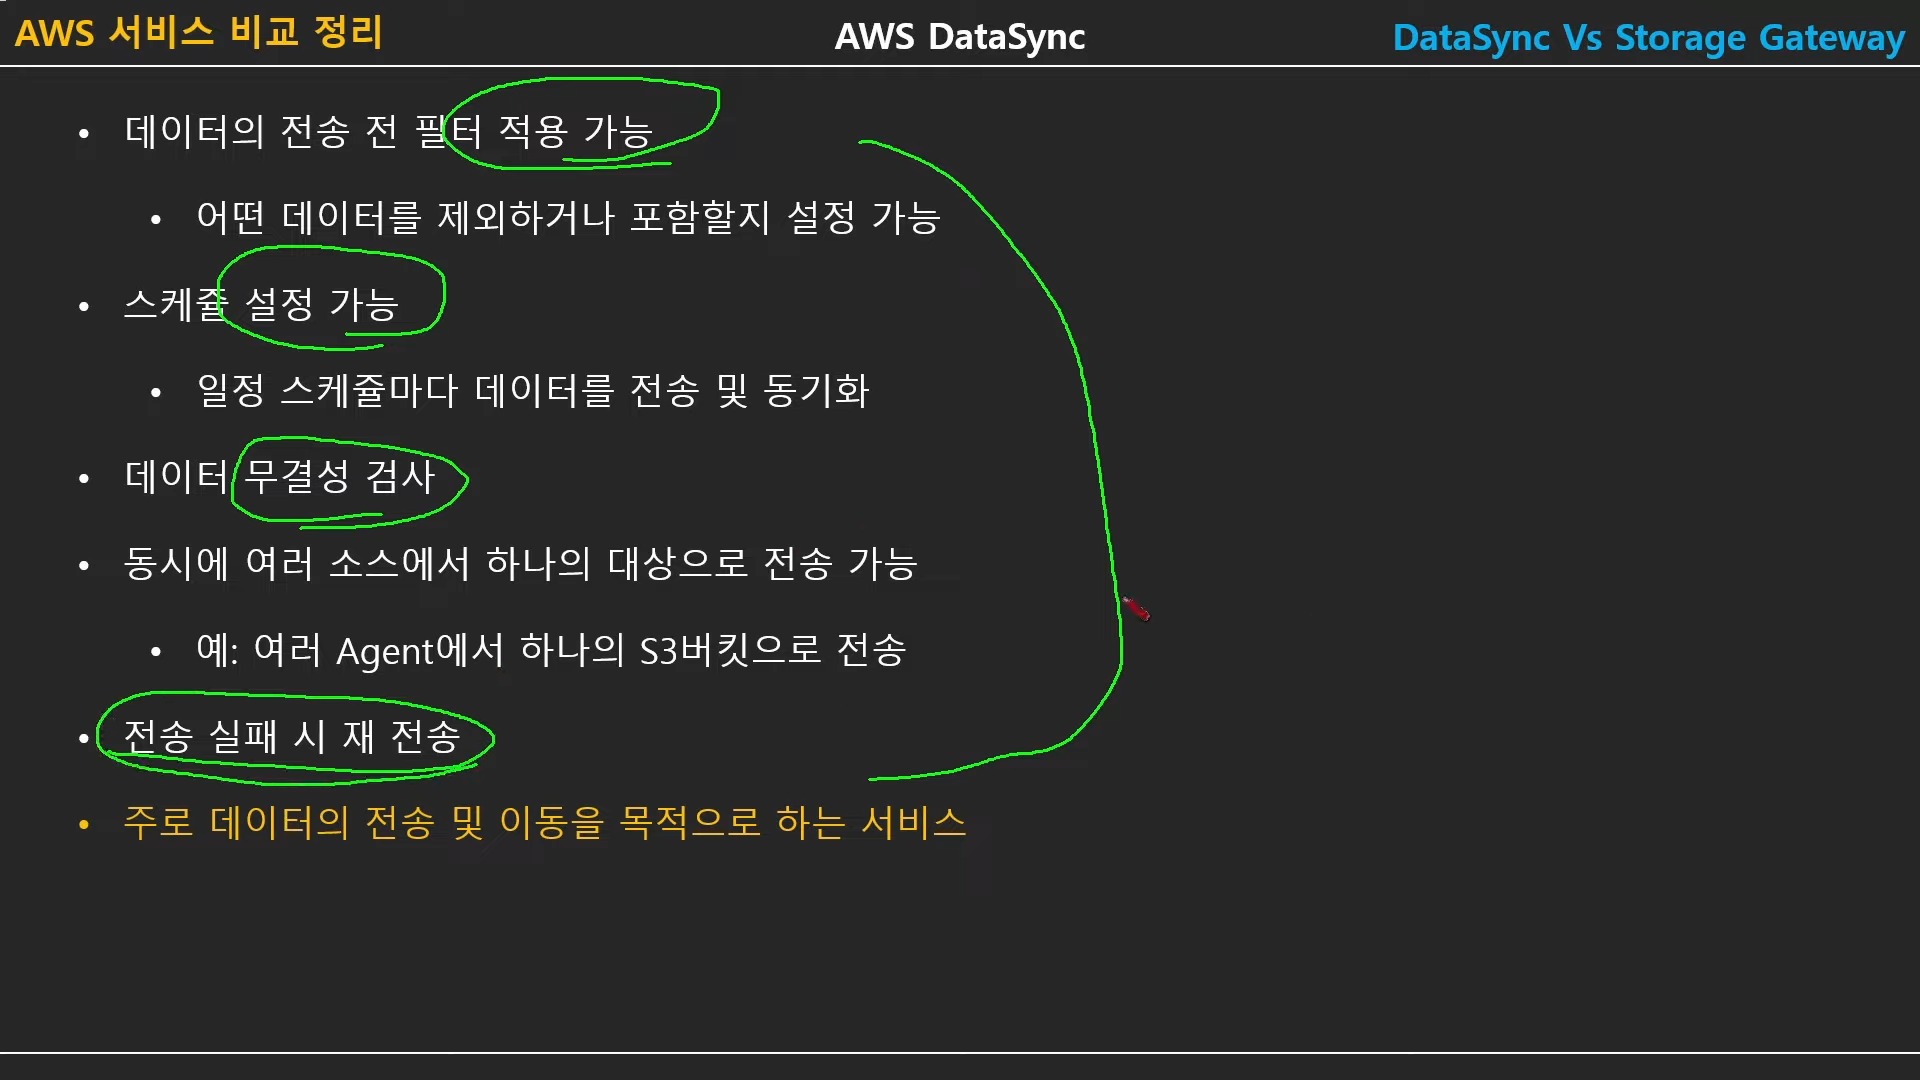 AWS 서비스 비교 정리
AWS DataSync
DataSync Vs Storage Gateway
• 데이터의 전송 전 필터 적용 가능
• 어떤 데이터를 제외하거나 포함할지 설정 가능
• 스케쥴 설정 가능
• 일정 스케쥴마다 데이터를 전송 및 동기화
• 데이터 무결성 검사
• 동시에 여러 소스에서 하나의 대상으로 전송 가능
• 예: 여러 Agent에서 하나의 S3버킷으로 전송
• 전송 실패 시 재 전송
• 주로 데이터의 전송 및 이동을 목적으로 하는 서비스